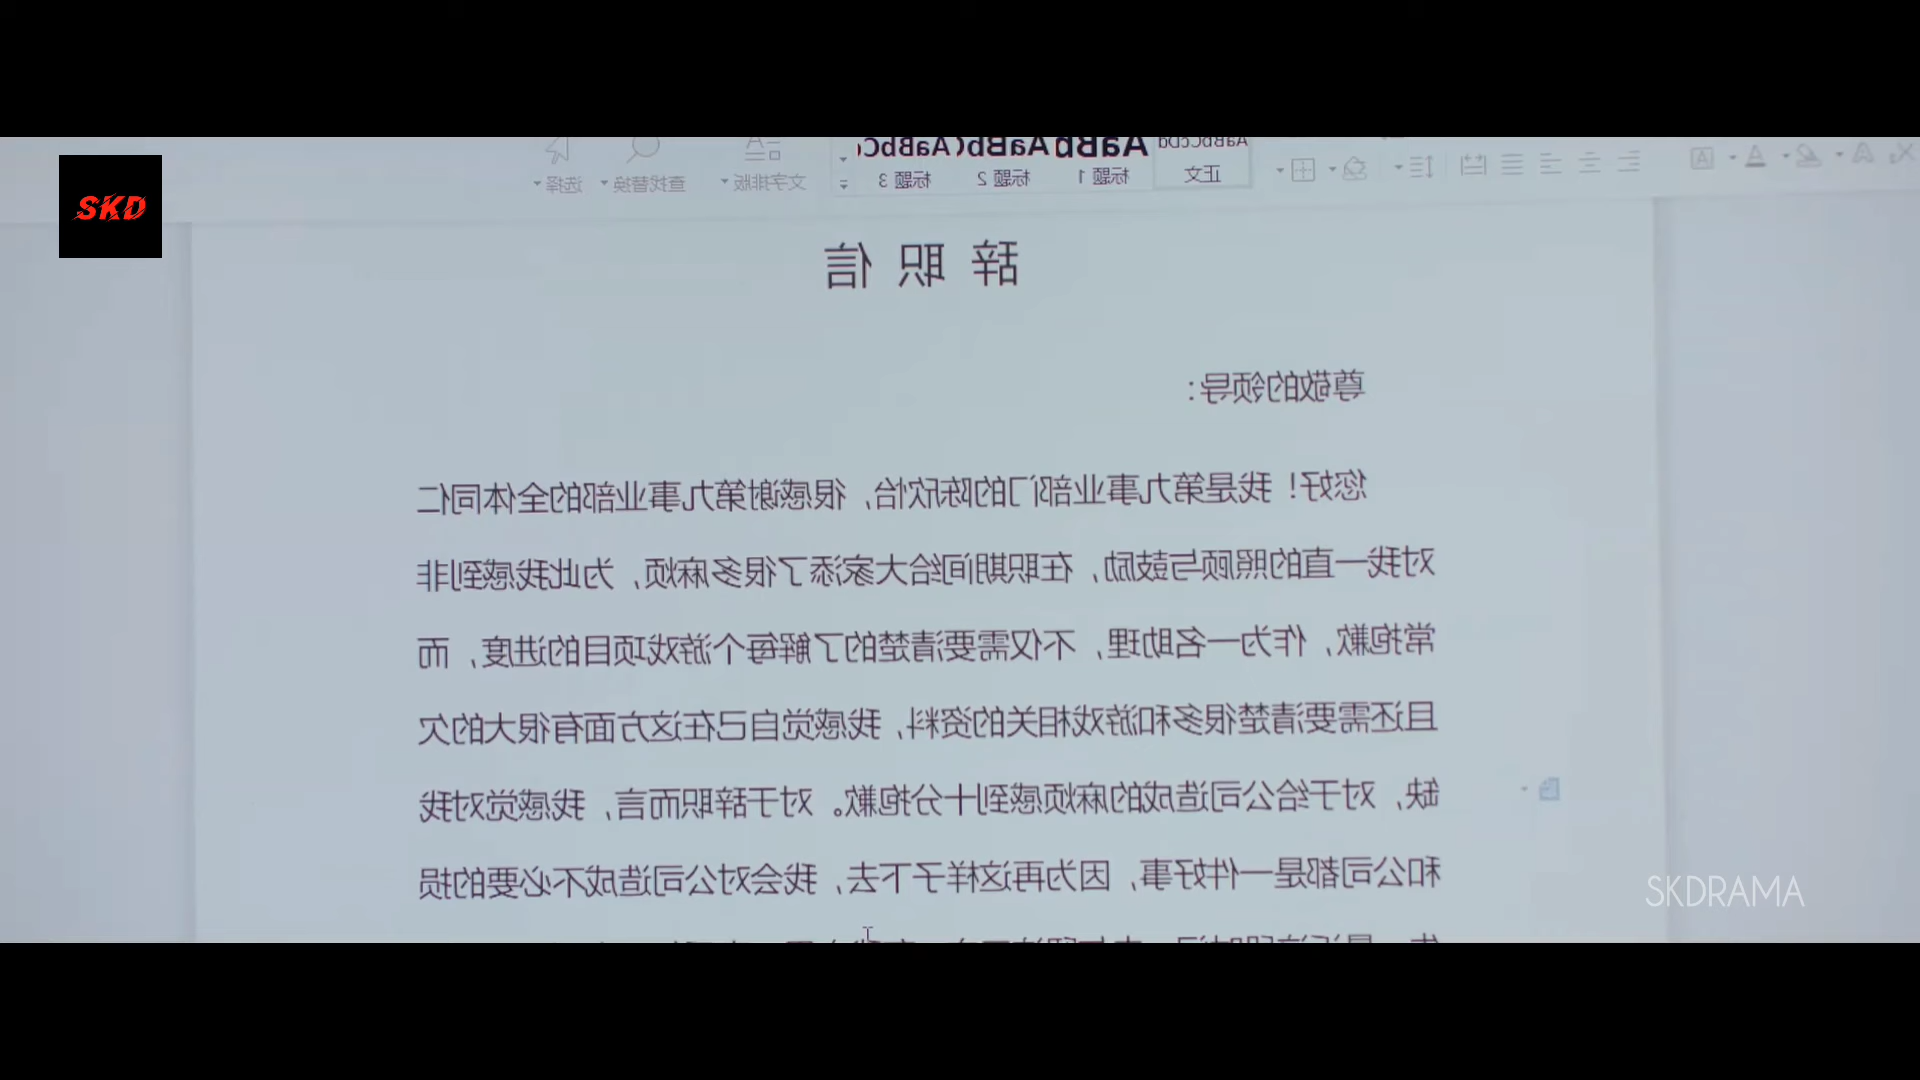 SKD
AaBbCcDd AaBb AaBb( AaBb( AaBbC
正文 标题 1 标题 2 标题 3 文字排版 查找替换 选择
辞职信
尊敬的领导：
您好！我是第九事业部门的陈欣怡，很感谢第九事业部的全体同仁
对我一直的照顾与鼓励，在职期间给大家添了很多麻烦，为此我感到非
常抱歉，作为一名助理，不仅需要清楚的了解每个游戏项目的进度，而
且还需要清楚很多和游戏相关的资料，我感觉自己在这方面有很大的欠
缺，对于给公司造成的麻烦感到十分抱歉。对于辞职而言，我感觉对我
和公司都是一件好事，因为再这样子下去，我会对公司造成不必要的损
SKDRAMA